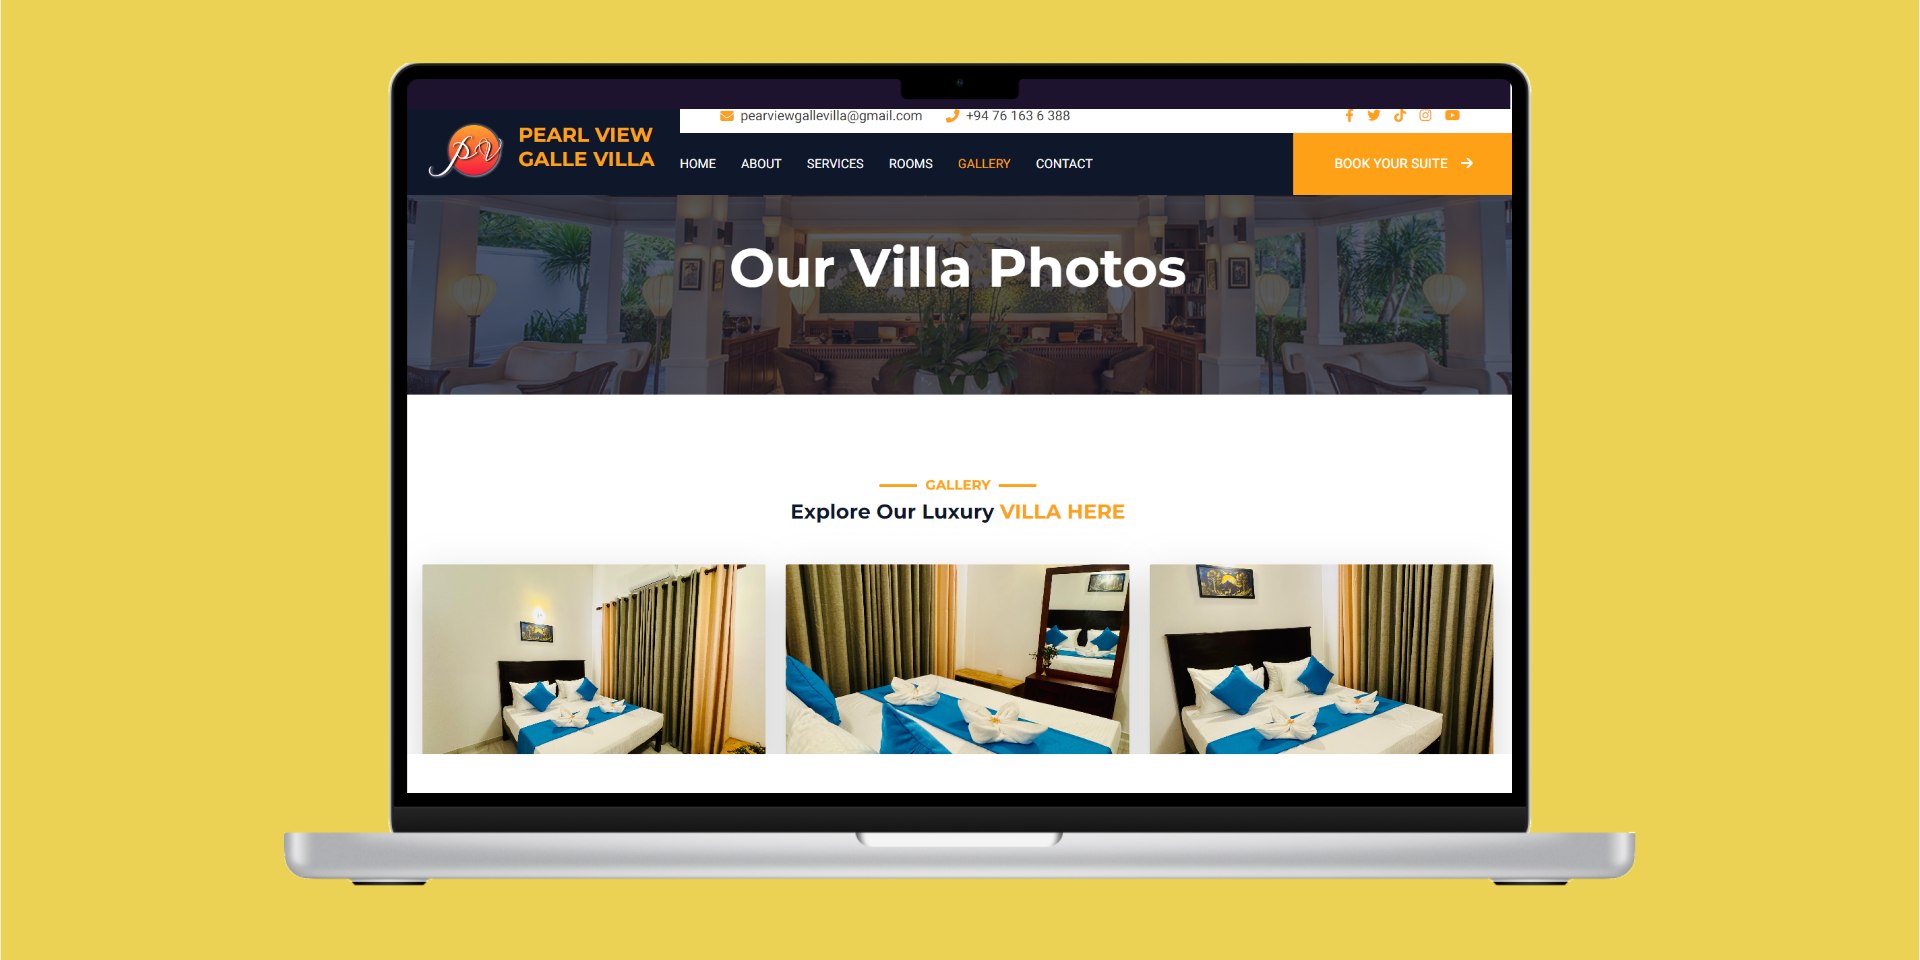 pearviewgallevilla@gmail.com +94 76 163 6 388
PV
PEARL VIEW
GALLE VILLA
HOME ABOUT SERVICES ROOMS GALLERY CONTACT
BOOK YOUR SUITE
Our Villa Photos
GALLERY
Explore Our Luxury VILLA HERE